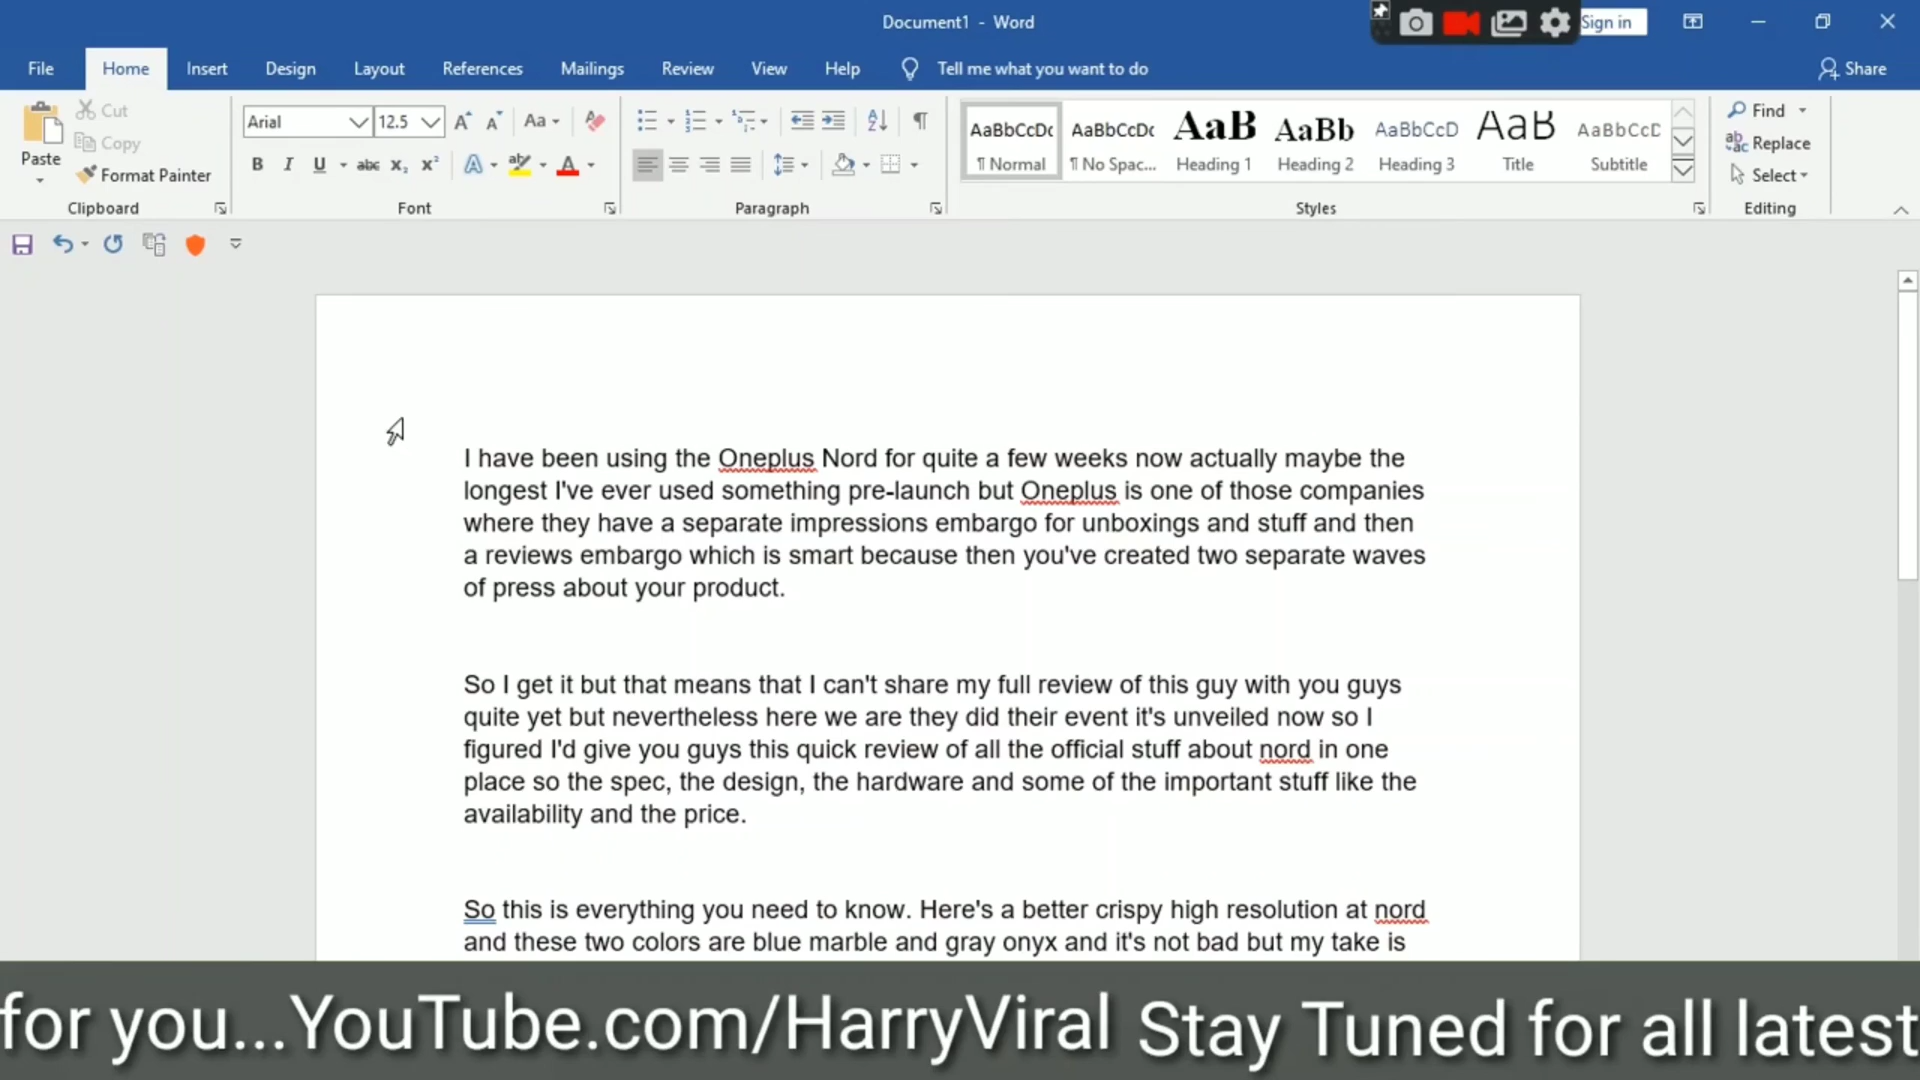 Document1 - Word
Sign in
File Home Insert Design Layout References Mailings Review View Help Tell me what you want to do Share
Paste
Cut
Copy
Format Painter
Clipboard
Arial 12.5
Aa
B I U abc x₂ x²
A A
Font
Paragraph
AaBbCcDc ¶ Normal
AaBbCcDc ¶ No Spac...
AaB Heading 1
AaBb Heading 2
AaBbCcD Heading 3
AaB Title
AaBbCcC Subtitle
Styles
Find
Replace
Select
Editing
I have been using the Oneplus Nord for quite a few weeks now actually maybe the
longest I've ever used something pre-launch but Oneplus is one of those companies
where they have a separate impressions embargo for unboxings and stuff and then
a reviews embargo which is smart because then you've created two separate waves
of press about your product.
So I get it but that means that I can't share my full review of this guy with you guys
quite yet but nevertheless here we are they did their event it's unveiled now so I
figured I'd give you guys this quick review of all the official stuff about nord in one
place so the spec, the design, the hardware and some of the important stuff like the
availability and the price.
So this is everything you need to know. Here's a better crispy high resolution at nord
and these two colors are blue marble and gray onyx and it's not bad but my take is
for you...YouTube.com/HarryViral Stay Tuned for all latest